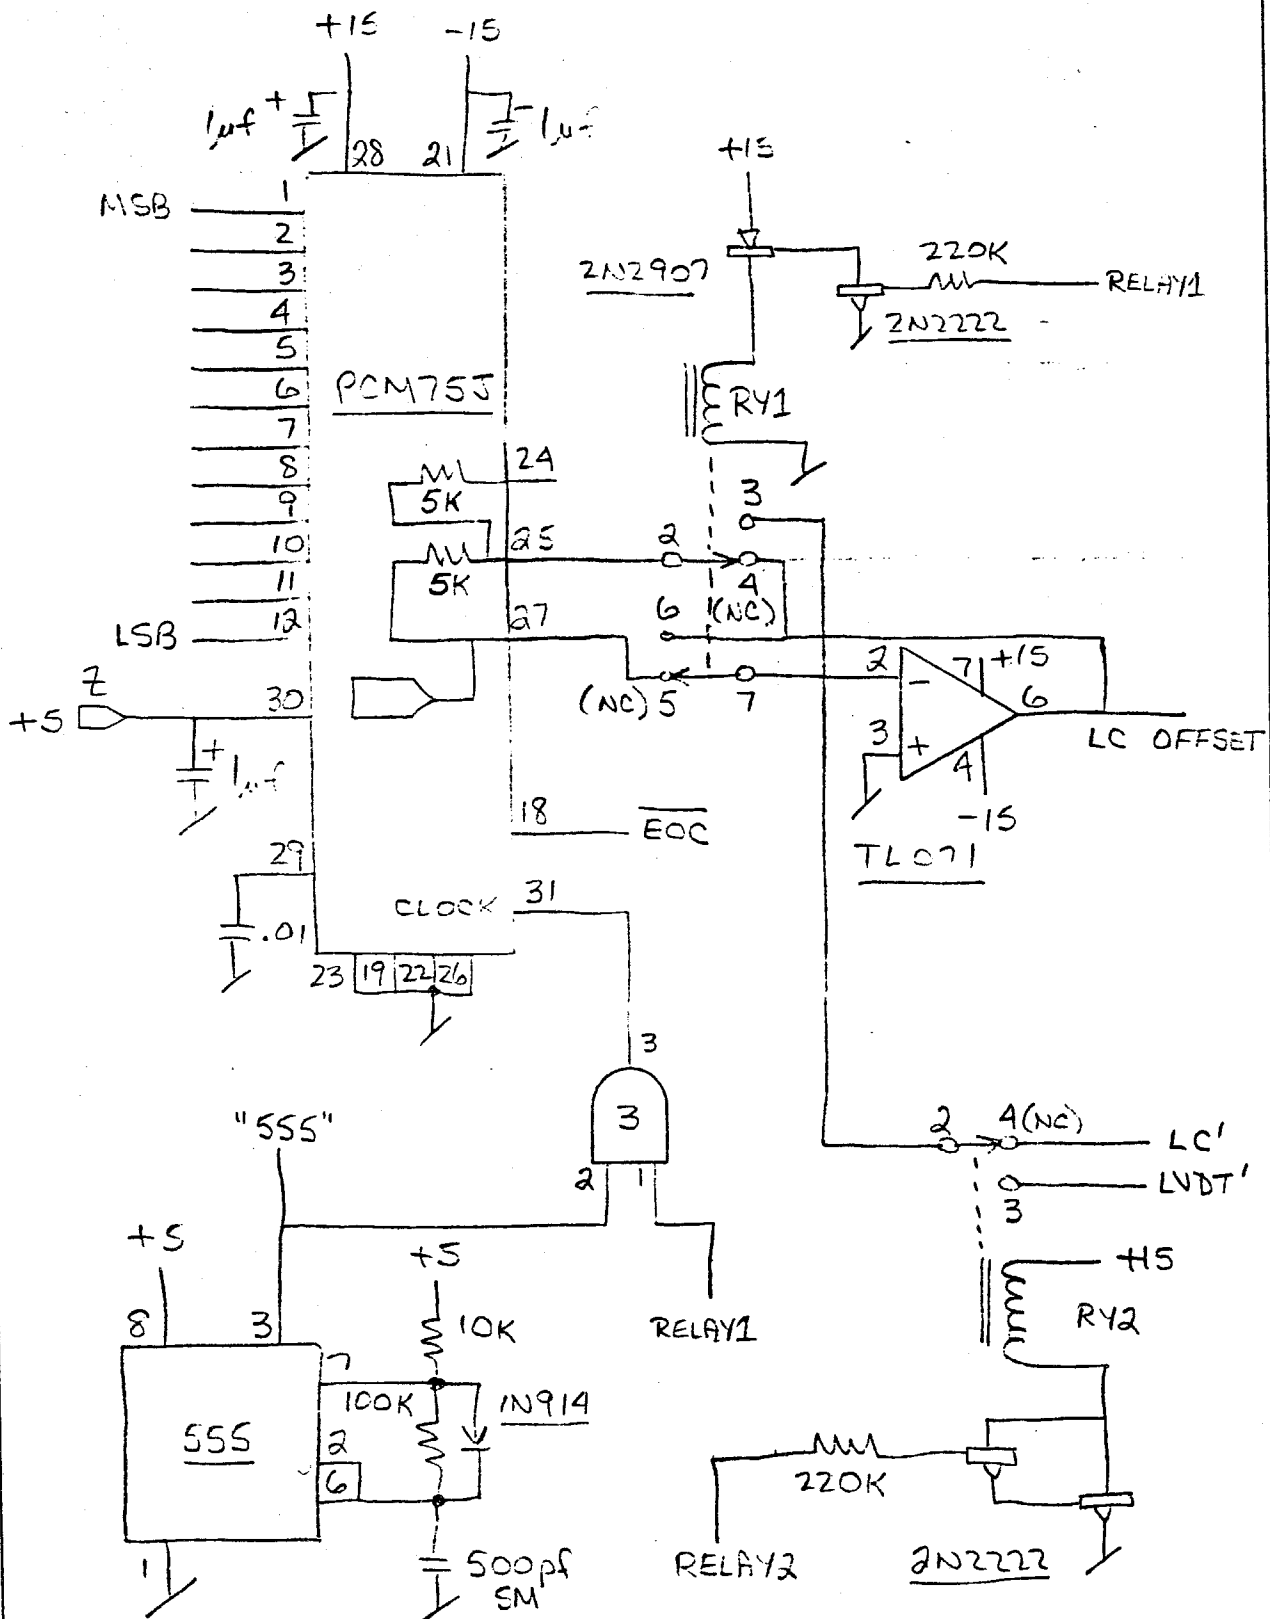 +15 -15
1µf + - 1µf
28 21
+15
MSB 1
2
3
4
5
6
7
8
9
10
11
LSB 12
2N2907
220K
RELAY1
2N2222
PCM75J
RY1
24
5K
25
5K
27
3
2
4
(NC)
6
(NC) 5 7
2 - 7 +15
6
3 + 4
LC OFFSET
-15
TL071
Z
+5 30
+ 1µf
18 EOC
29
.01
CLOCK 31
23 19 22 26
3
3
2 1
"555"
RELAY1
2 4(NC) LC'
3 LVDT'
+15
RY2
+5
+5
8 3
10K
7
100K 1N914
555
2
6
1
500pf
SM
220K
RELAY2
2N2222